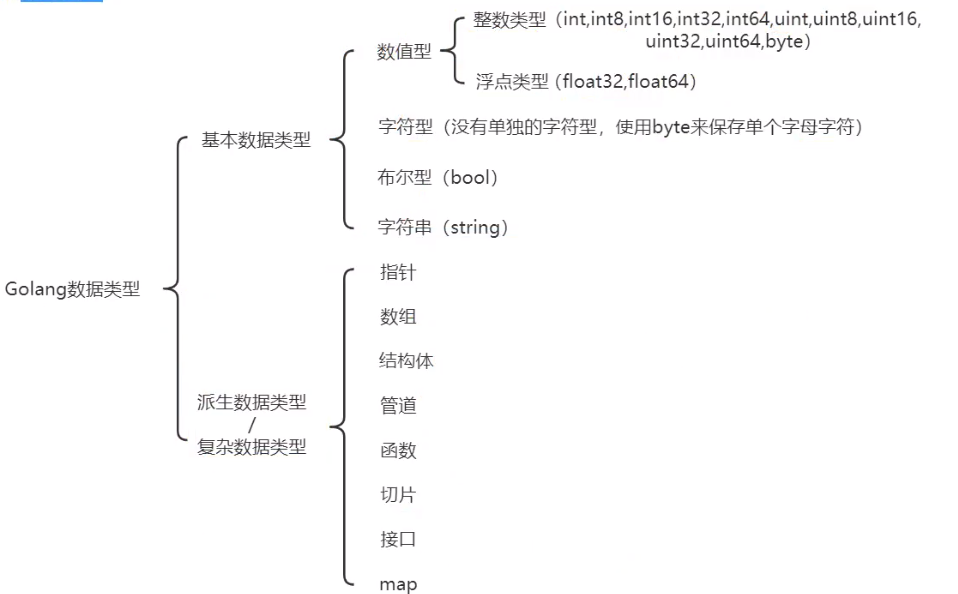 整数类型（int,int8,int16,int32,int64,uint,uint8,uint16,
uint32,uint64,byte）
数值型
浮点类型（float32,float64）
基本数据类型
字符型（没有单独的字符型，使用byte来保存单个字母字符）
布尔型（bool）
字符串（string）
Golang数据类型
指针
数组
结构体
派生数据类型
/
复杂数据类型
管道
函数
切片
接口
map